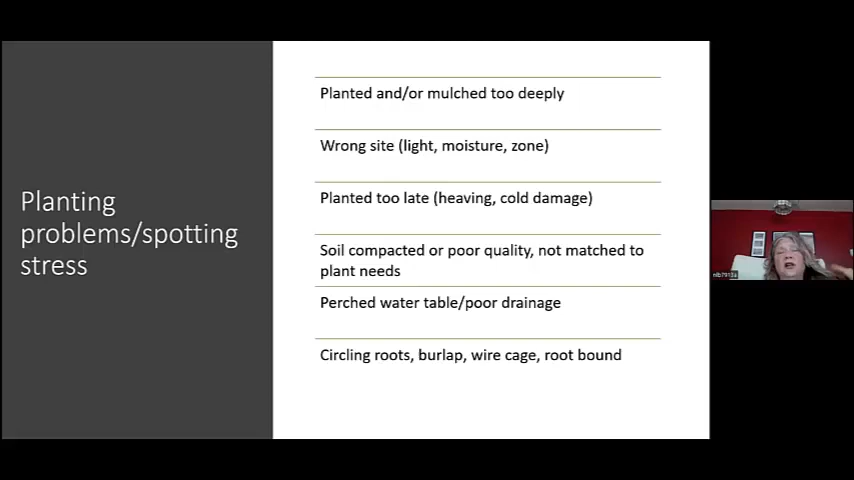 Planting
problems/spotting
stress
Planted and/or mulched too deeply
Wrong site (light, moisture, zone)
Planted too late (heaving, cold damage)
Soil compacted or poor quality, not matched to
plant needs
Perched water table/poor drainage
Circling roots, burlap, wire cage, root bound